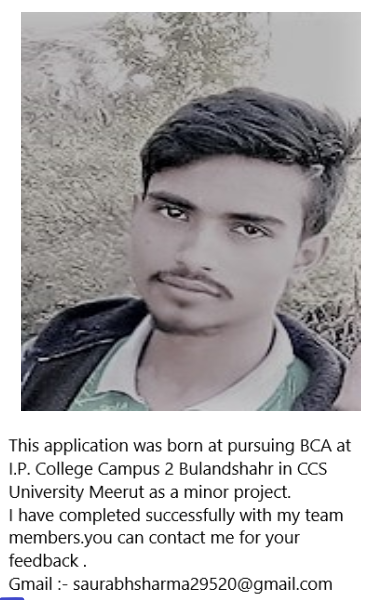 This application was born at pursuing BCA at
I.P. College Campus 2 Bulandshahr in CCS
University Meerut as a minor project.
I have completed successfully with my team
members.you can contact me for your
feedback .
Gmail :- saurabhsharma29520@gmail.com